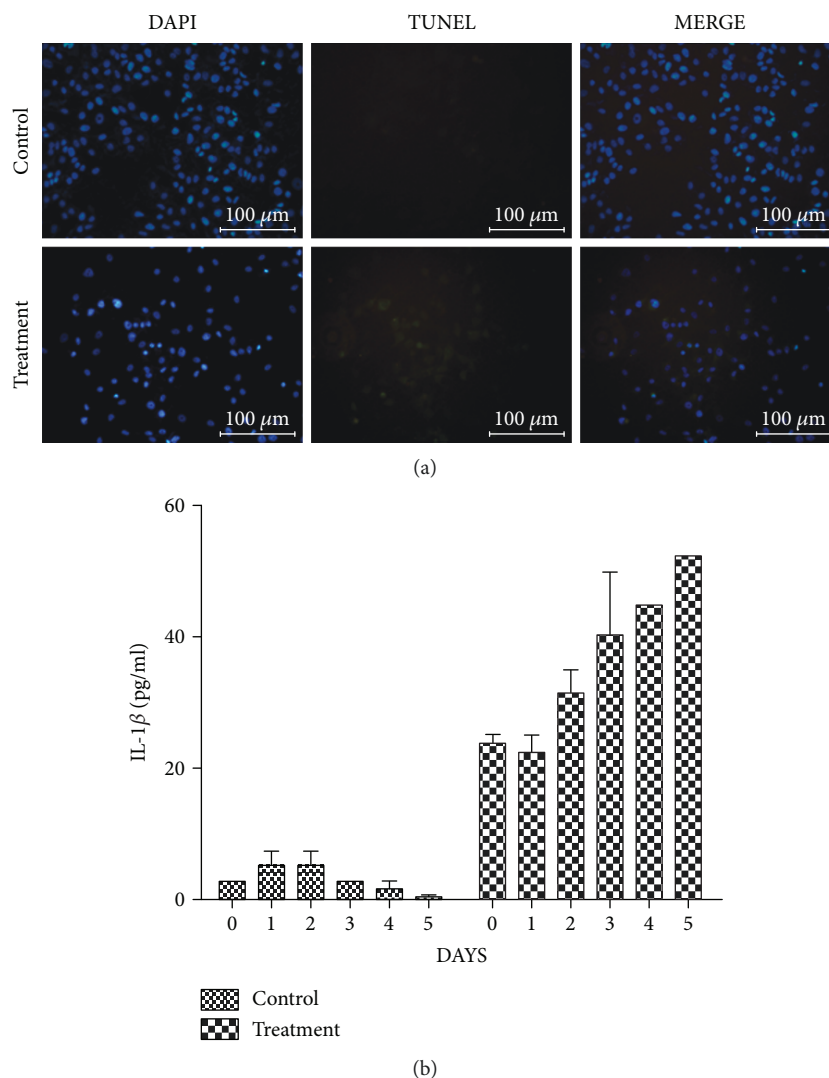 DAPI TUNEL MERGE
Control
100 μm 100 μm 100 μm
Treatment
100 μm 100 μm 100 μm
(a)
60
40
20
0
IL-1β (pg/ml)
0 1 2 3 4 5 0 1 2 3 4 5
DAYS
Control
Treatment
(b)